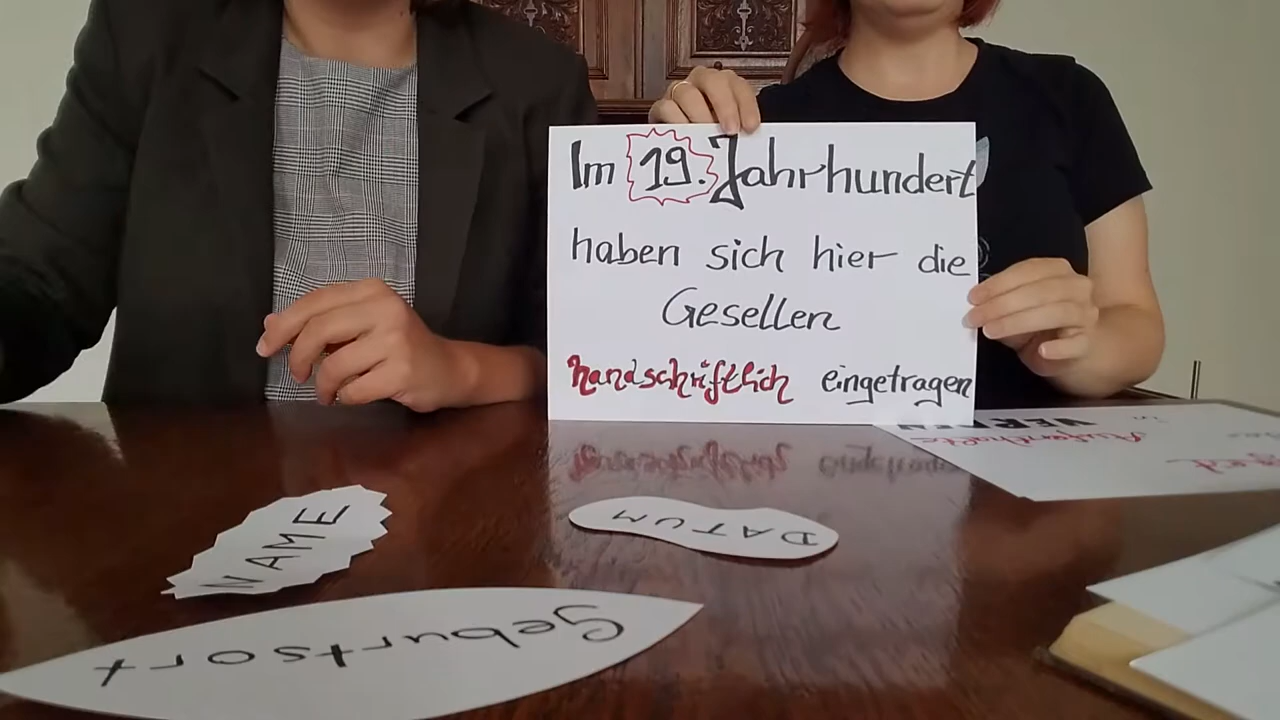 Im 19. Jahrhundert
haben sich hier die
Gesellen
handschriftlich eingetragen
NAME
DATUM
Geburtsort